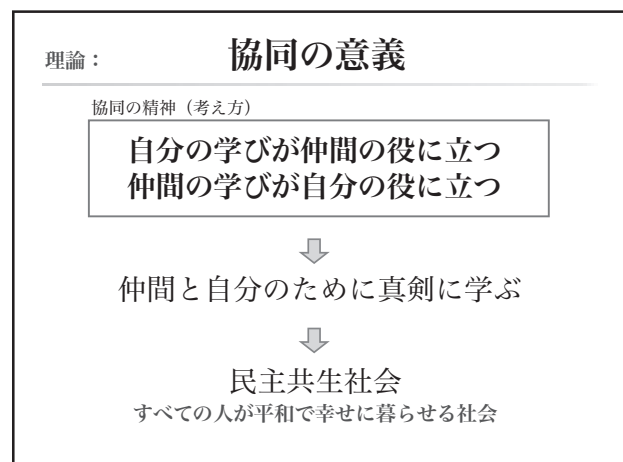 理論： 協同の意義
協同の精神（考え方）
自分の学びが仲間の役に立つ
仲間の学びが自分の役に立つ
仲間と自分のために真剣に学ぶ
民主共生社会
すべての人が平和で幸せに暮らせる社会